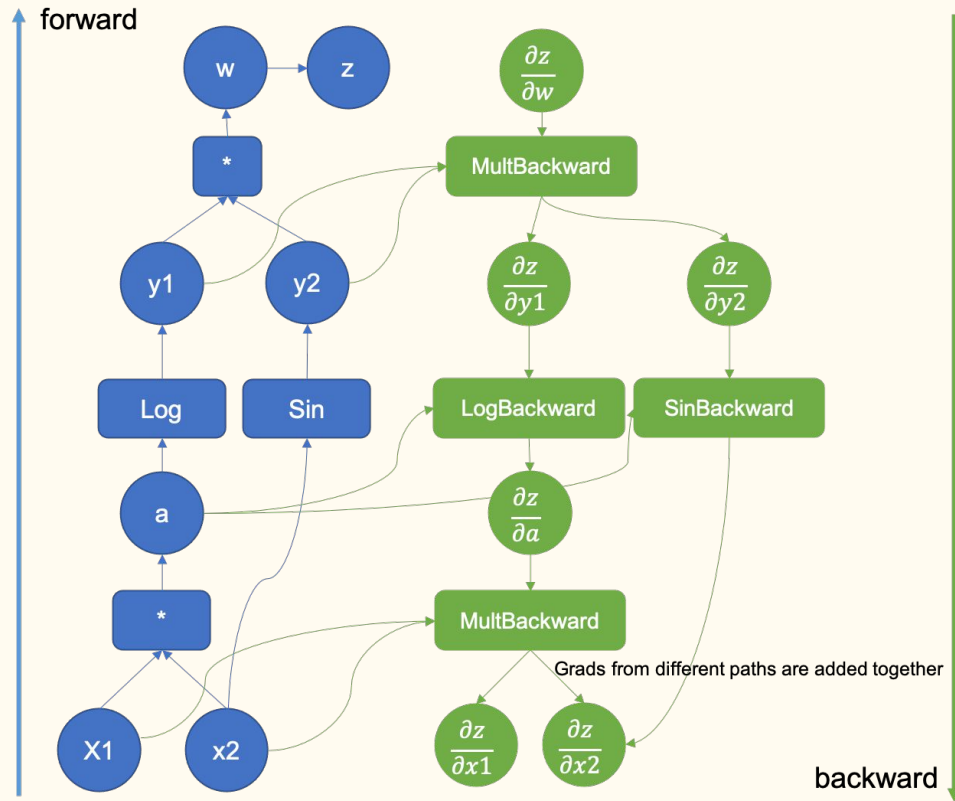 forward
w
z
∂z
∂w
*
MultBackward
y1
y2
∂z
∂y1
∂z
∂y2
Log
Sin
LogBackward
SinBackward
a
∂z
∂a
*
MultBackward
Grads from different paths are added together
X1
x2
∂z
∂x1
∂z
∂x2
backward